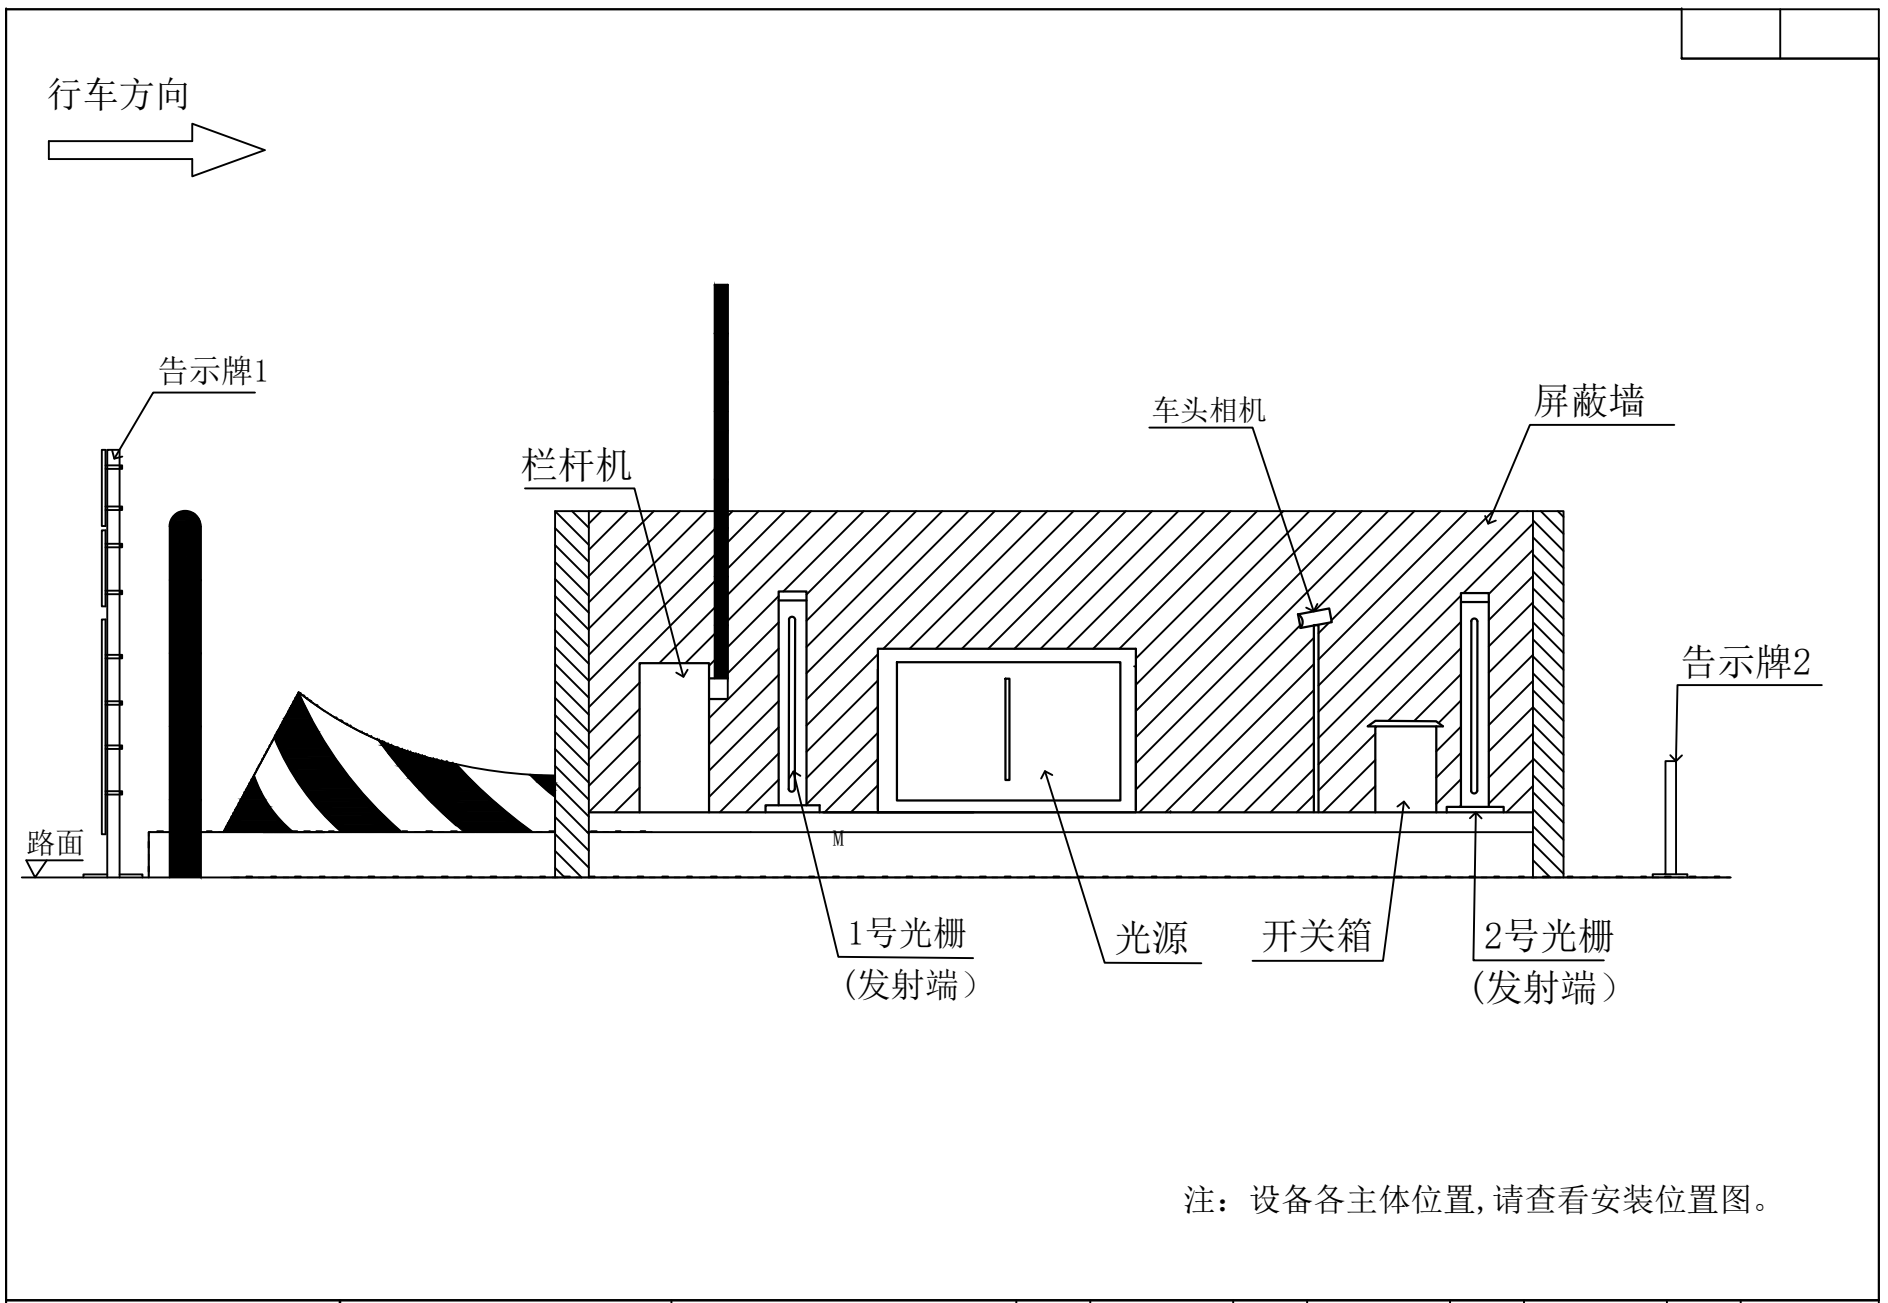 行车方向
告示牌1
车头相机
屏蔽墙
栏杆机
告示牌2
路面
M
1号光栅
(发射端）
光源
开关箱
2号光栅
(发射端）
注：设备各主体位置,请查看安装位置图。